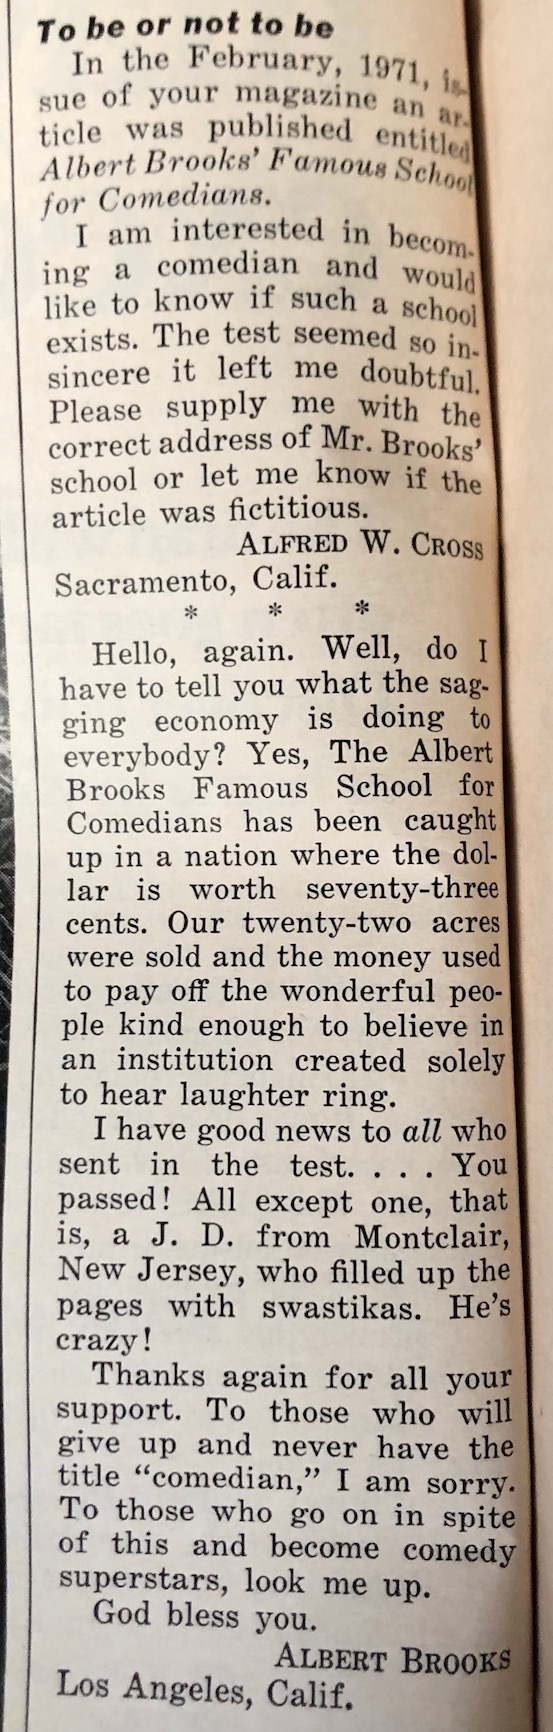 To be or not to be
In the February, 1971, is-
sue of your magazine an ar-
ticle was published entitled
Albert Brooks' Famous School
for Comedians.
I am interested in becom-
ing a comedian and would
like to know if such a school
exists. The test seemed so in-
sincere it left me doubtful.
Please supply me with the
correct address of Mr. Brooks'
school or let me know if the
article was fictitious.
ALFRED W. CROSS
Sacramento, Calif.
* * *
Hello, again. Well, do I
have to tell you what the sag-
ging economy is doing to
everybody? Yes, The Albert
Brooks Famous School for
Comedians has been caught
up in a nation where the dol-
lar is worth seventy-three
cents. Our twenty-two acres
were sold and the money used
to pay off the wonderful peo-
ple kind enough to believe in
an institution created solely
to hear laughter ring.
I have good news to all who
sent in the test. . . . You
passed! All except one, that
is, a J. D. from Montclair,
New Jersey, who filled up the
pages with swastikas. He's
crazy!
Thanks again for all your
support. To those who will
give up and never have the
title "comedian," I am sorry.
To those who go on in spite
of this and become comedy
superstars, look me up.
God bless you.
ALBERT BROOKS
Los Angeles, Calif.